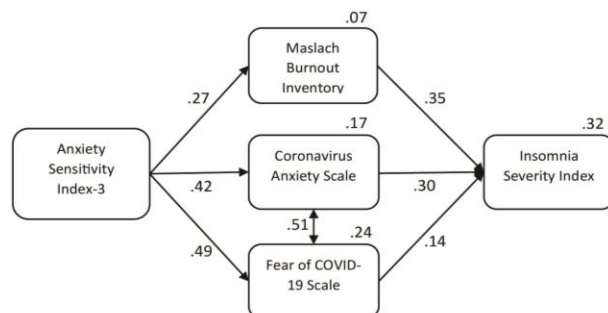 .07
Maslach
Burnout
Inventory
.27
.35
.17
.32
Anxiety
Sensitivity
Index-3
.42
Coronavirus
Anxiety Scale
.30
Insomnia
Severity Index
.51
.24
.49
.14
Fear of COVID-
19 Scale